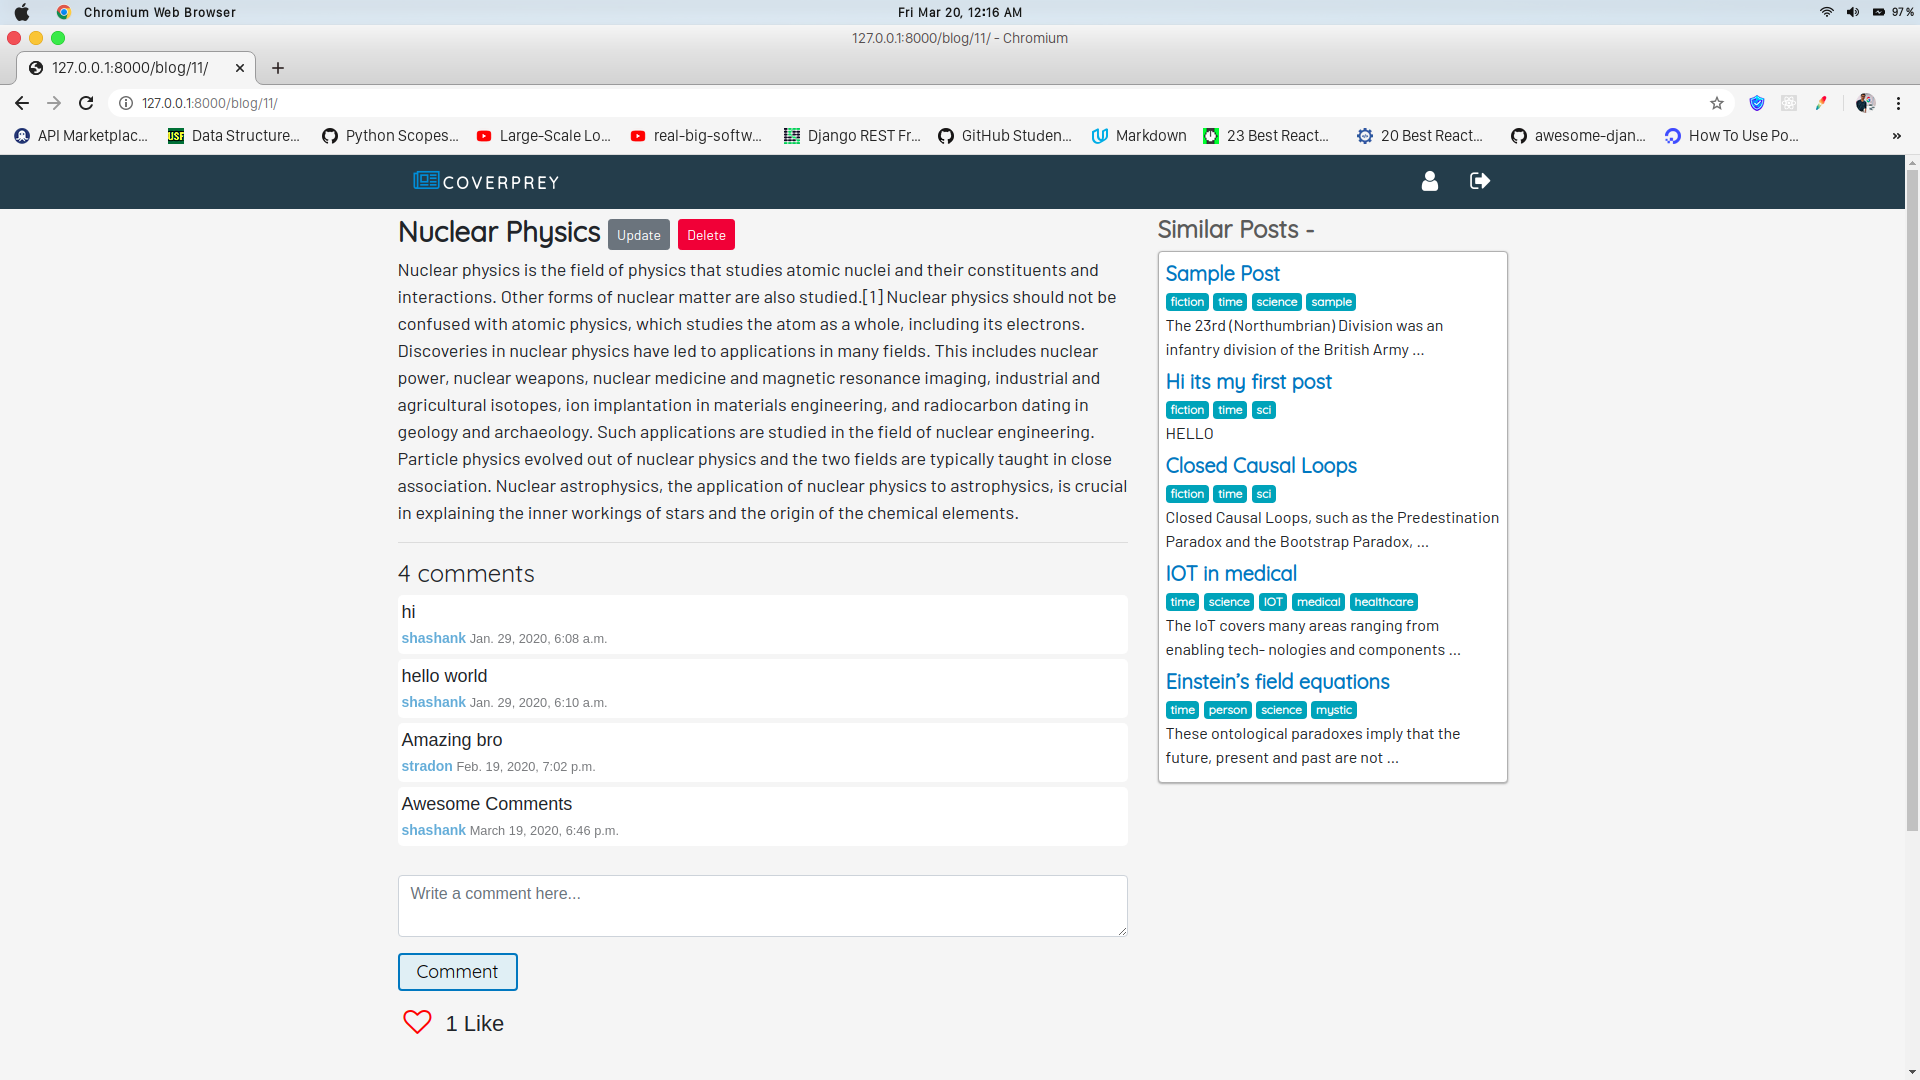 Chromium Web Browser
Fri Mar 20, 12:16 AM
97%
127.0.0.1:8000/blog/11/ - Chromium
127.0.0.1:8000/blog/11/
127.0.0.1:8000/blog/11/
API Marketplac...
USF
Data Structure...
Python Scopes...
Large-Scale Lo...
real-big-softw...
Django REST Fr...
GitHub Studen...
Markdown
23 Best React...
20 Best React...
awesome-djan...
How To Use Po...
»
COVERPREY
Nuclear Physics
Update
Delete
Nuclear physics is the field of physics that studies atomic nuclei and their constituents and
interactions. Other forms of nuclear matter are also studied.[1] Nuclear physics should not be
confused with atomic physics, which studies the atom as a whole, including its electrons.
Discoveries in nuclear physics have led to applications in many fields. This includes nuclear
power, nuclear weapons, nuclear medicine and magnetic resonance imaging, industrial and
agricultural isotopes, ion implantation in materials engineering, and radiocarbon dating in
geology and archaeology. Such applications are studied in the field of nuclear engineering.
Particle physics evolved out of nuclear physics and the two fields are typically taught in close
association. Nuclear astrophysics, the application of nuclear physics to astrophysics, is crucial
in explaining the inner workings of stars and the origin of the chemical elements.
4 comments
hi
shashank Jan. 29, 2020, 6:08 a.m.
hello world
shashank Jan. 29, 2020, 6:10 a.m.
Amazing bro
stradon Feb. 19, 2020, 7:02 p.m.
Awesome Comments
shashank March 19, 2020, 6:46 p.m.
Write a comment here...
Comment
1 Like
Similar Posts -
Sample Post
fiction time science sample
The 23rd (Northumbrian) Division was an
infantry division of the British Army ...
Hi its my first post
fiction time sci
HELLO
Closed Causal Loops
fiction time sci
Closed Causal Loops, such as the Predestination
Paradox and the Bootstrap Paradox, ...
IOT in medical
time science IOT medical healthcare
The IoT covers many areas ranging from
enabling tech- nologies and components ...
Einstein's field equations
time person science mystic
These ontological paradoxes imply that the
future, present and past are not ...